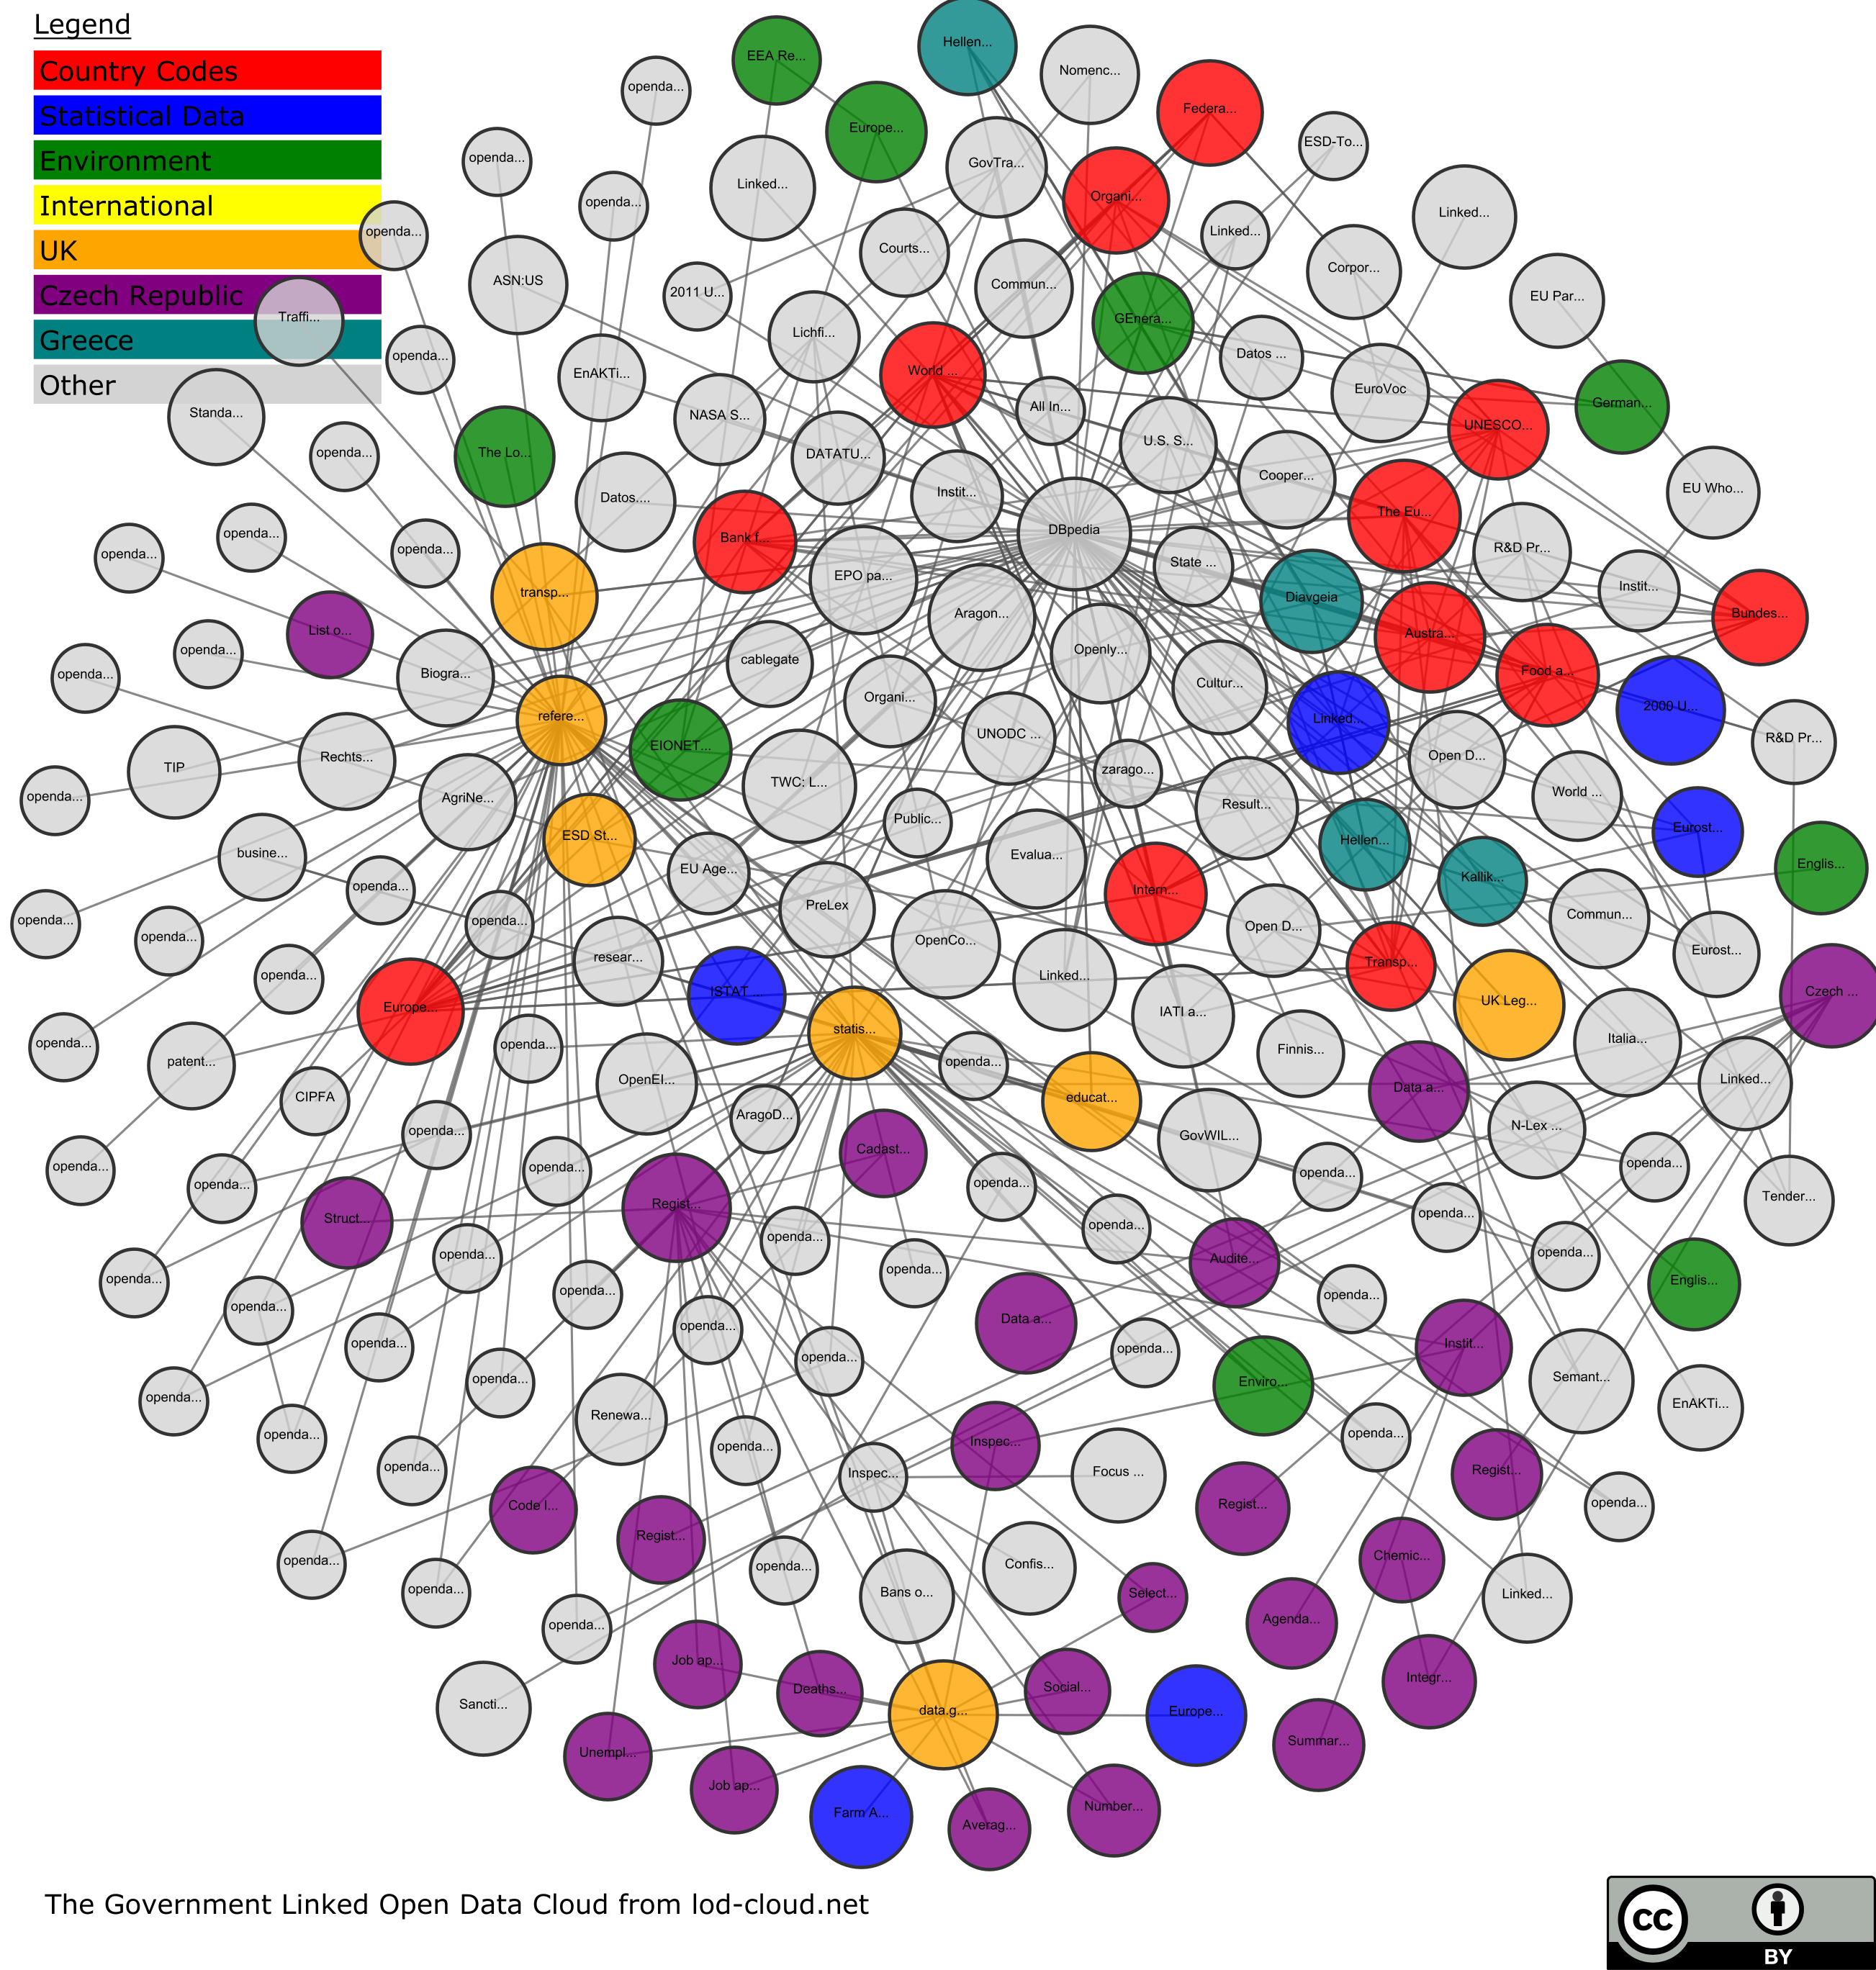 Legend
Country Codes
Statistical Data
Environment
International
UK
Czech Republic
Greece
Other
EEA Re...
Hellen...
Nomenc...
openda...
Federa...
Europe...
ESD-To...
openda...
GovTra...
Linked...
Organi...
openda...
Linked...
openda...
Linked...
Courts...
Corpor...
ASN:US
Commun...
2011 U...
EU Par...
Traffi...
GEnera...
Lichfi...
Datos ...
openda...
EnAKTi...
World ...
EuroVoc
German...
All In...
Standa...
NASA S...
UNESCO...
U.S. S...
openda...
The Lo...
DATATU...
Cooper...
EU Who...
Instit...
Datos....
The Eu...
DBpedia
openda...
Bank f...
R&D Pr...
openda...
openda...
State ...
EPO pa...
Instit...
transp...
Diavgeia
Aragon...
Bundes...
List o...
Austra...
openda...
Openly...
cablegate
Biogra...
Food a...
openda...
Cultur...
Organi...
2000 U...
refere...
Linked...
UNODC ...
R&D Pr...
EIONET...
Rechts...
Open D...
TIP
zarago...
TWC: L...
World ...
openda...
AgriNe...
Result...
Public...
Eurost...
ESD St...
Hellen...
busine...
Evalua...
Englis...
EU Age...
Kallik...
openda...
Intern...
PreLex
openda...
openda...
Commun...
Open D...
openda...
OpenCo...
Eurost...
resear...
Transp...
openda...
Linked...
ISTAT ...
Czech ...
UK Leg...
Europe...
IATI a...
statis...
Italia...
openda...
openda...
Finnis...
patent...
openda...
OpenEI...
Linked...
Data a...
CIPFA
educat...
AragoD...
N-Lex ...
openda...
GovWIL...
Cadast...
openda...
openda...
openda...
openda...
openda...
openda...
Tender...
Regist...
Struct...
openda...
openda...
openda...
openda...
Audite...
openda...
openda...
openda...
Englis...
openda...
openda...
openda...
Data a...
openda...
openda...
Instit...
openda...
openda...
Semant...
Enviro...
openda...
openda...
EnAKTi...
Renewa...
openda...
openda...
Inspec...
openda...
openda...
Focus ...
Regist...
Inspec...
openda...
Code l...
Regist...
openda...
Regist...
Chemic...
openda...
Confis...
openda...
openda...
Bans o...
Select...
Linked...
Agenda...
openda...
Job ap...
Integr...
Social...
Deaths...
Sancti...
data.g...
Europe...
Summar...
Unempl...
Job ap...
Number...
Farm A...
Averag...
The Government Linked Open Data Cloud from lod-cloud.net
cc
BY